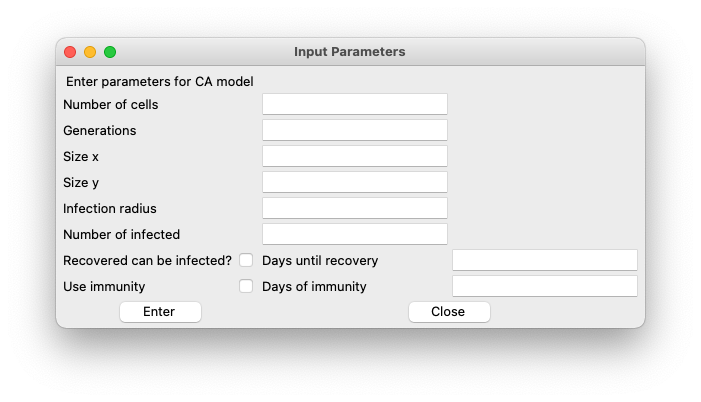 Input Parameters
Enter parameters for CA model
Number of cells
Generations
Size x
Size y
Infection radius
Number of infected
Recovered can be infected? Days until recovery
Use immunity Days of immunity
Enter Close